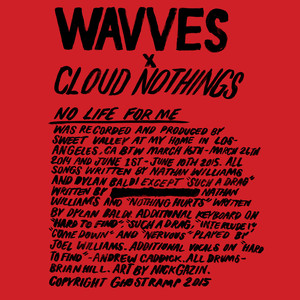 WAVVES
X
CLOUD NOTHINGS
NO LIFE FOR ME
WAS RECORDED AND PRODUCED BY
SWEET VALLEY AT MY HOME IN LOS-
ANGELES, CA BTW MARCH 15TH - MARCH 26TH
2014 AND JUNE 1ST - JUNE 10TH 2015. ALL
SONGS WRITTEN BY NATHAN WILLIAMS
AND DYLAN BALDI EXCEPT "SUCH A DRAG"
WRITTEN BY NATHAN
WILLIAMS AND "NOTHING HURTS" WRITTEN
BY DYLAN BALDI. ADDITIONAL KEYBOARD ON
"HARD TO FIND", "SUCH A DRAG", "INTERLUDE I"
"COME DOWN" AND "NERVOUS" PLAYED BY
JOEL WILLIAMS. ADDITIONAL VOCALS ON "HARD
TO FIND" - ANDREW CADDICK. ALL DRUMS -
BRIAN HILL. ART BY NICK GAZIN.
COPYRIGHT GHOST RAMP 2015